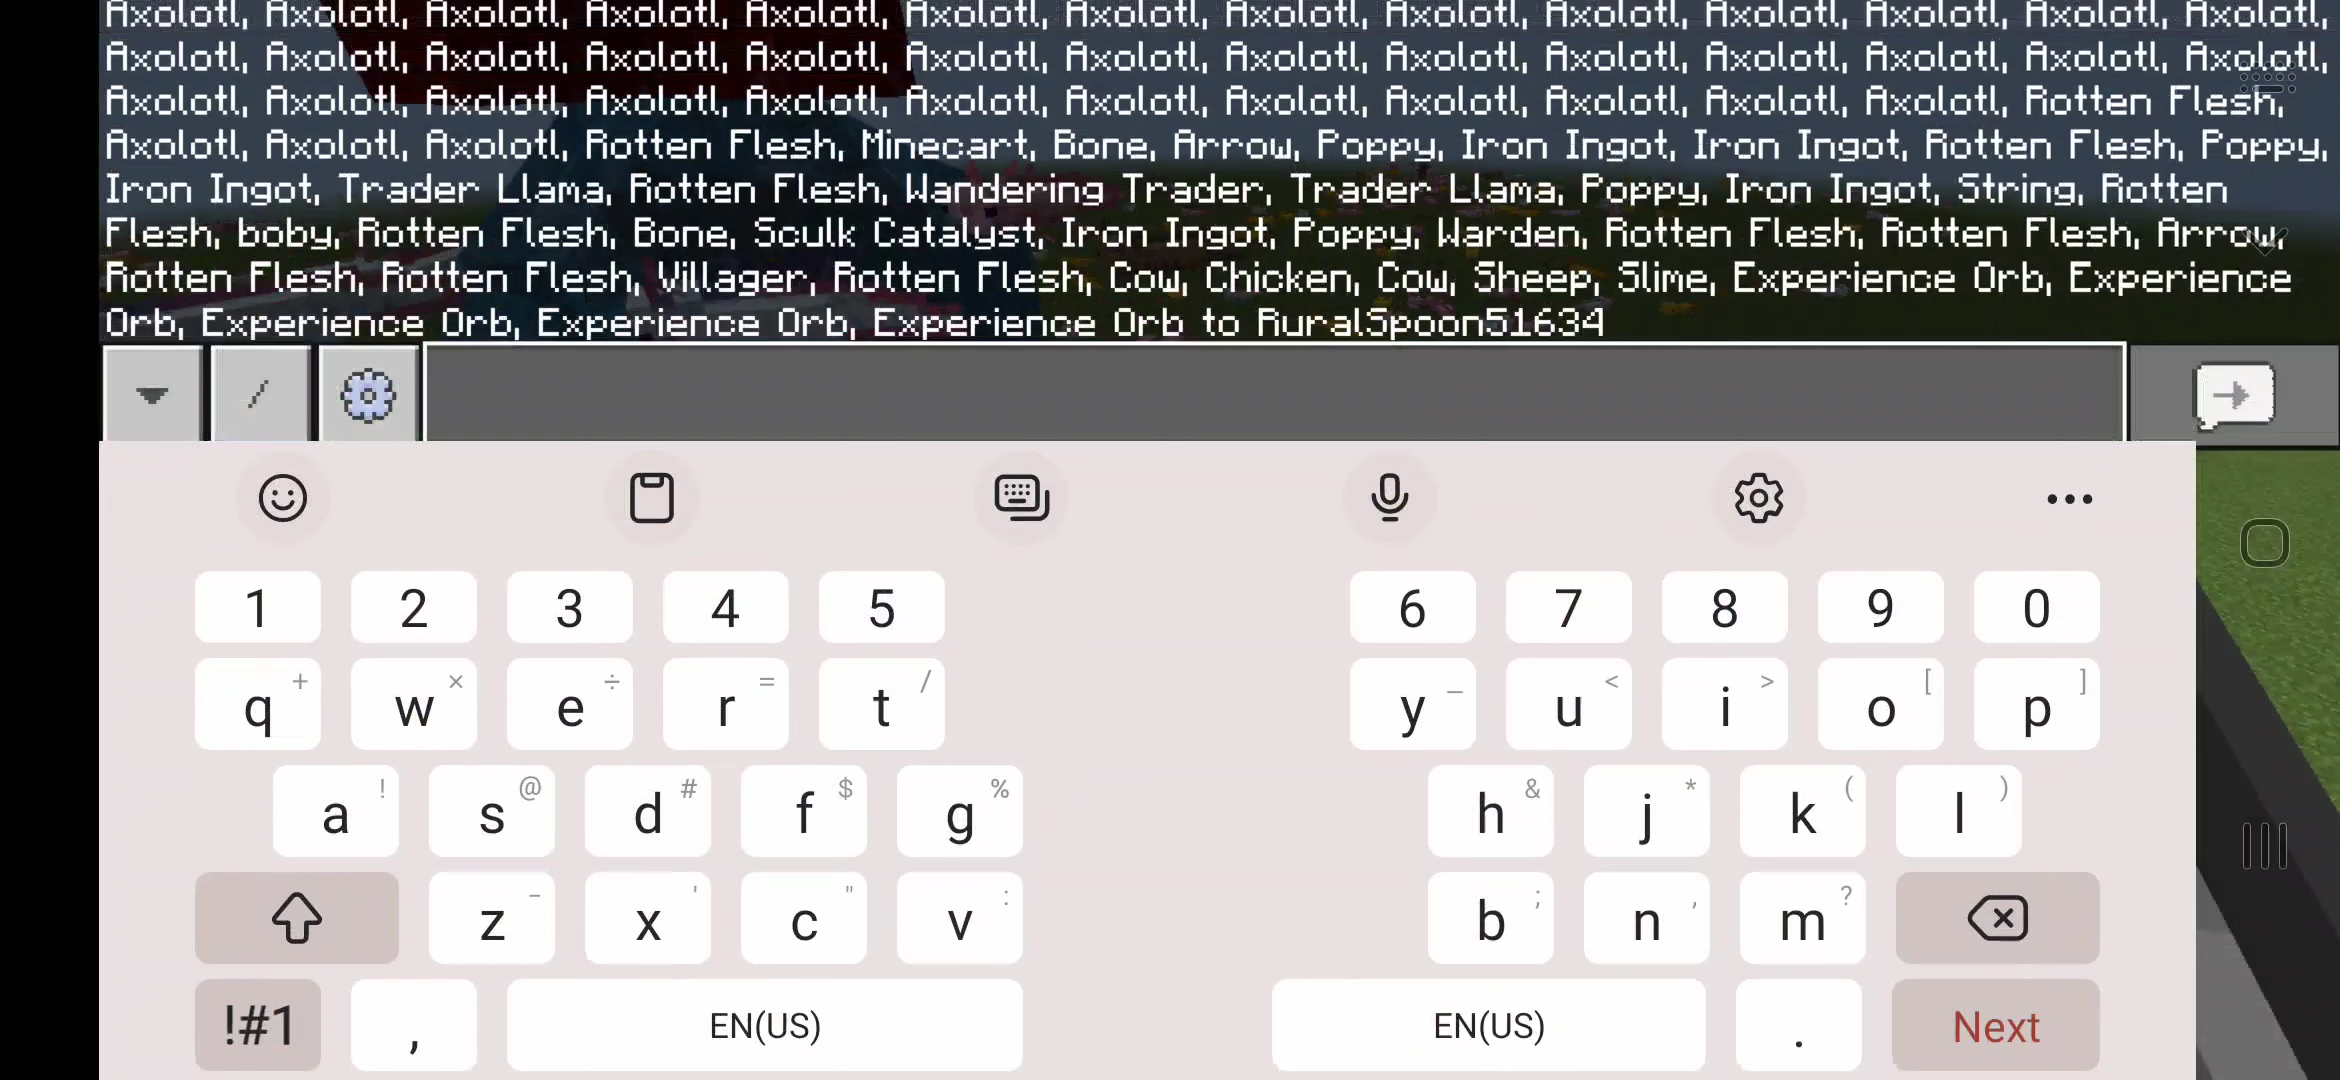 Axolotl, Axolotl, Axolotl, Axolotl, Axolotl, Axolotl, Axolotl, Axolotl, Axolotl, Axolotl, Axolotl, Axolotl, Axolotl, Axolotl,
Axolotl, Axolotl, Axolotl, Axolotl, Axolotl, Axolotl, Axolotl, Axolotl, Axolotl, Axolotl, Axolotl, Axolotl, Axolotl, Axolotl,
Axolotl, Axolotl, Axolotl, Axolotl, Axolotl, Axolotl, Axolotl, Axolotl, Axolotl, Axolotl, Axolotl, Axolotl, Rotten Flesh,
Axolotl, Axolotl, Axolotl, Rotten Flesh, Minecart, Bone, Arrow, Poppy, Iron Ingot, Iron Ingot, Rotten Flesh, Poppy,
Iron Ingot, Trader Llama, Rotten Flesh, Wandering Trader, Trader Llama, Poppy, Iron Ingot, String, Rotten
Flesh, boby, Rotten Flesh, Bone, Sculk Catalyst, Iron Ingot, Poppy, Warden, Rotten Flesh, Rotten Flesh, Arrow,
Rotten Flesh, Rotten Flesh, Villager, Rotten Flesh, Cow, Chicken, Cow, Sheep, Slime, Experience Orb, Experience
Orb, Experience Orb, Experience Orb, Experience Orb to RuralSpoon51634
/
1 2 3 4 5 6 7 8 9 0
q + w × e ÷ r = t / y _ u < i > o [ p ]
a ! s @ d # f $ g % h & j * k ( l )
z - x ' c " v : b ; n , m ?
!#1 , EN(US) EN(US) . Next